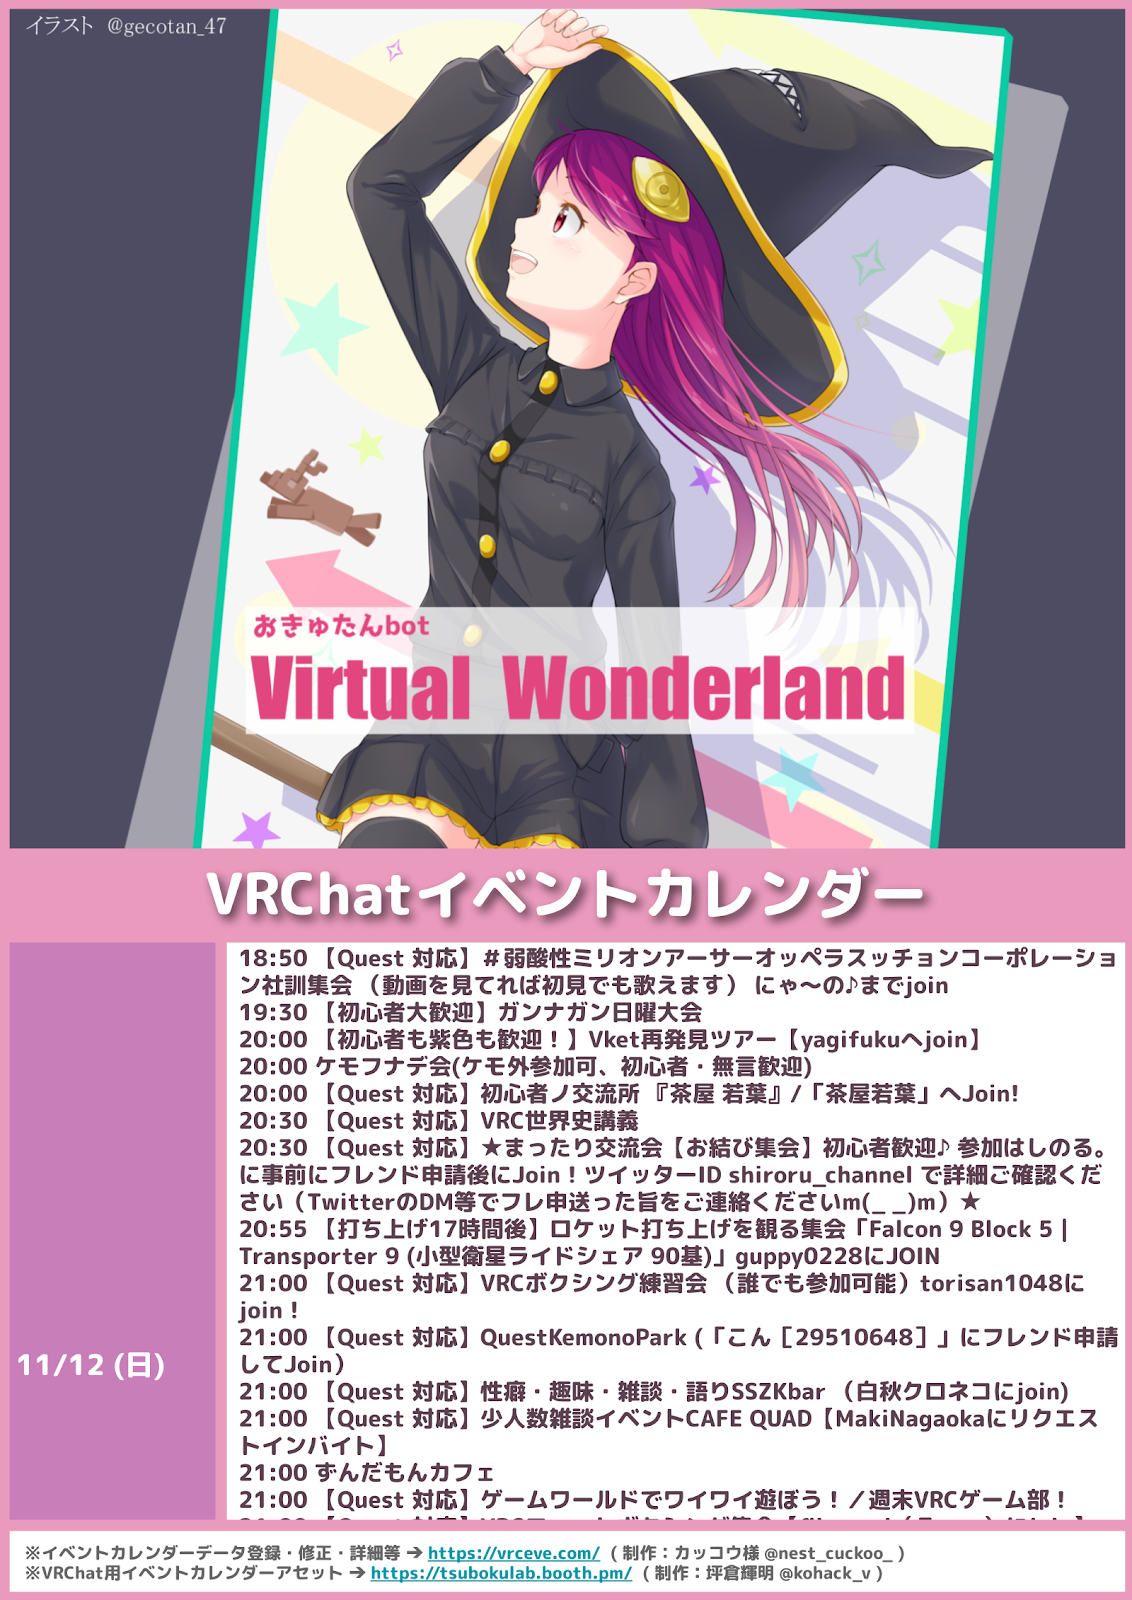 イラスト @gecotan_47
おきゅたんbot
Virtual Wonderland
VRChatイベントカレンダー
11/12 (日)
18:50 【Quest 対応】＃弱酸性ミリオンアーサーオッペラスッチョンコーポレーショ
ン社訓集会 （動画を見てれば初見でも歌えます） にゃ〜の♪までjoin
19:30 【初心者大歓迎】ガンナガン日曜大会
20:00 【初心者も紫色も歓迎！】Vket再発見ツアー【yagifukuへjoin】
20:00 ケモフナデ会(ケモ外参加可、初心者・無言歓迎)
20:00 【Quest 対応】初心者ノ交流所 『茶屋 若葉』/「茶屋若葉」へJoin!
20:30 【Quest 対応】VRC世界史講義
20:30 【Quest 対応】★まったり交流会【お結び集会】初心者歓迎♪ 参加はしのる。
に事前にフレンド申請後にJoin！ツイッターID shiroru_channel で詳細ご確認くだ
さい（TwitterのDM等でフレ申送った旨をご連絡くださいm(_ _)m）★
20:55 【打ち上げ17時間後】ロケット打ち上げを観る集会「Falcon 9 Block 5 |
Transporter 9 (小型衛星ライドシェア 90基)」guppy0228にJOIN
21:00 【Quest 対応】VRCボクシング練習会 （誰でも参加可能）torisan1048に
join！
21:00 【Quest 対応】QuestKemonoPark (「こん［29510648］」にフレンド申請
してJoin）
21:00 【Quest 対応】性癖・趣味・雑談・語りSSZKbar （白秋クロネコにjoin)
21:00 【Quest 対応】少人数雑談イベントCAFE QUAD【MakiNagaokaにリクエス
トインバイト】
21:00 ずんだもんカフェ
21:00 【Quest 対応】ゲームワールドでワイワイ遊ぼう！／週末VRCゲーム部！
※イベントカレンダーデータ登録・修正・詳細等 ➔ https://vrceve.com/ （制作：カッコウ様 @nest_cuckoo_ ）
※VRChat用イベントカレンダーアセット ➔ https://tsubokulab.booth.pm/ （制作：坪倉輝明 @kohack_v ）